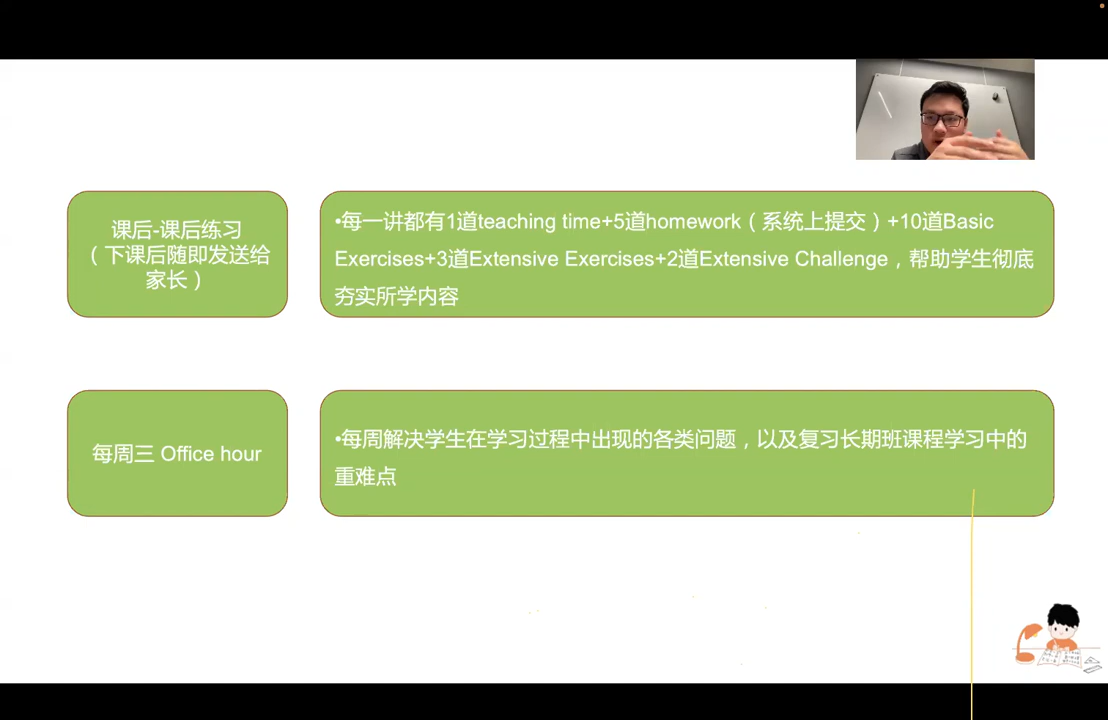 课后-课后练习
（下课后随即发送给
家长）
•每一讲都有1道teaching time+5道homework（系统上提交）+10道Basic
Exercises+3道Extensive Exercises+2道Extensive Challenge，帮助学生彻底
夯实所学内容
每周三 Office hour
•每周解决学生在学习过程中出现的各类问题，以及复习长期班课程学习中的
重难点